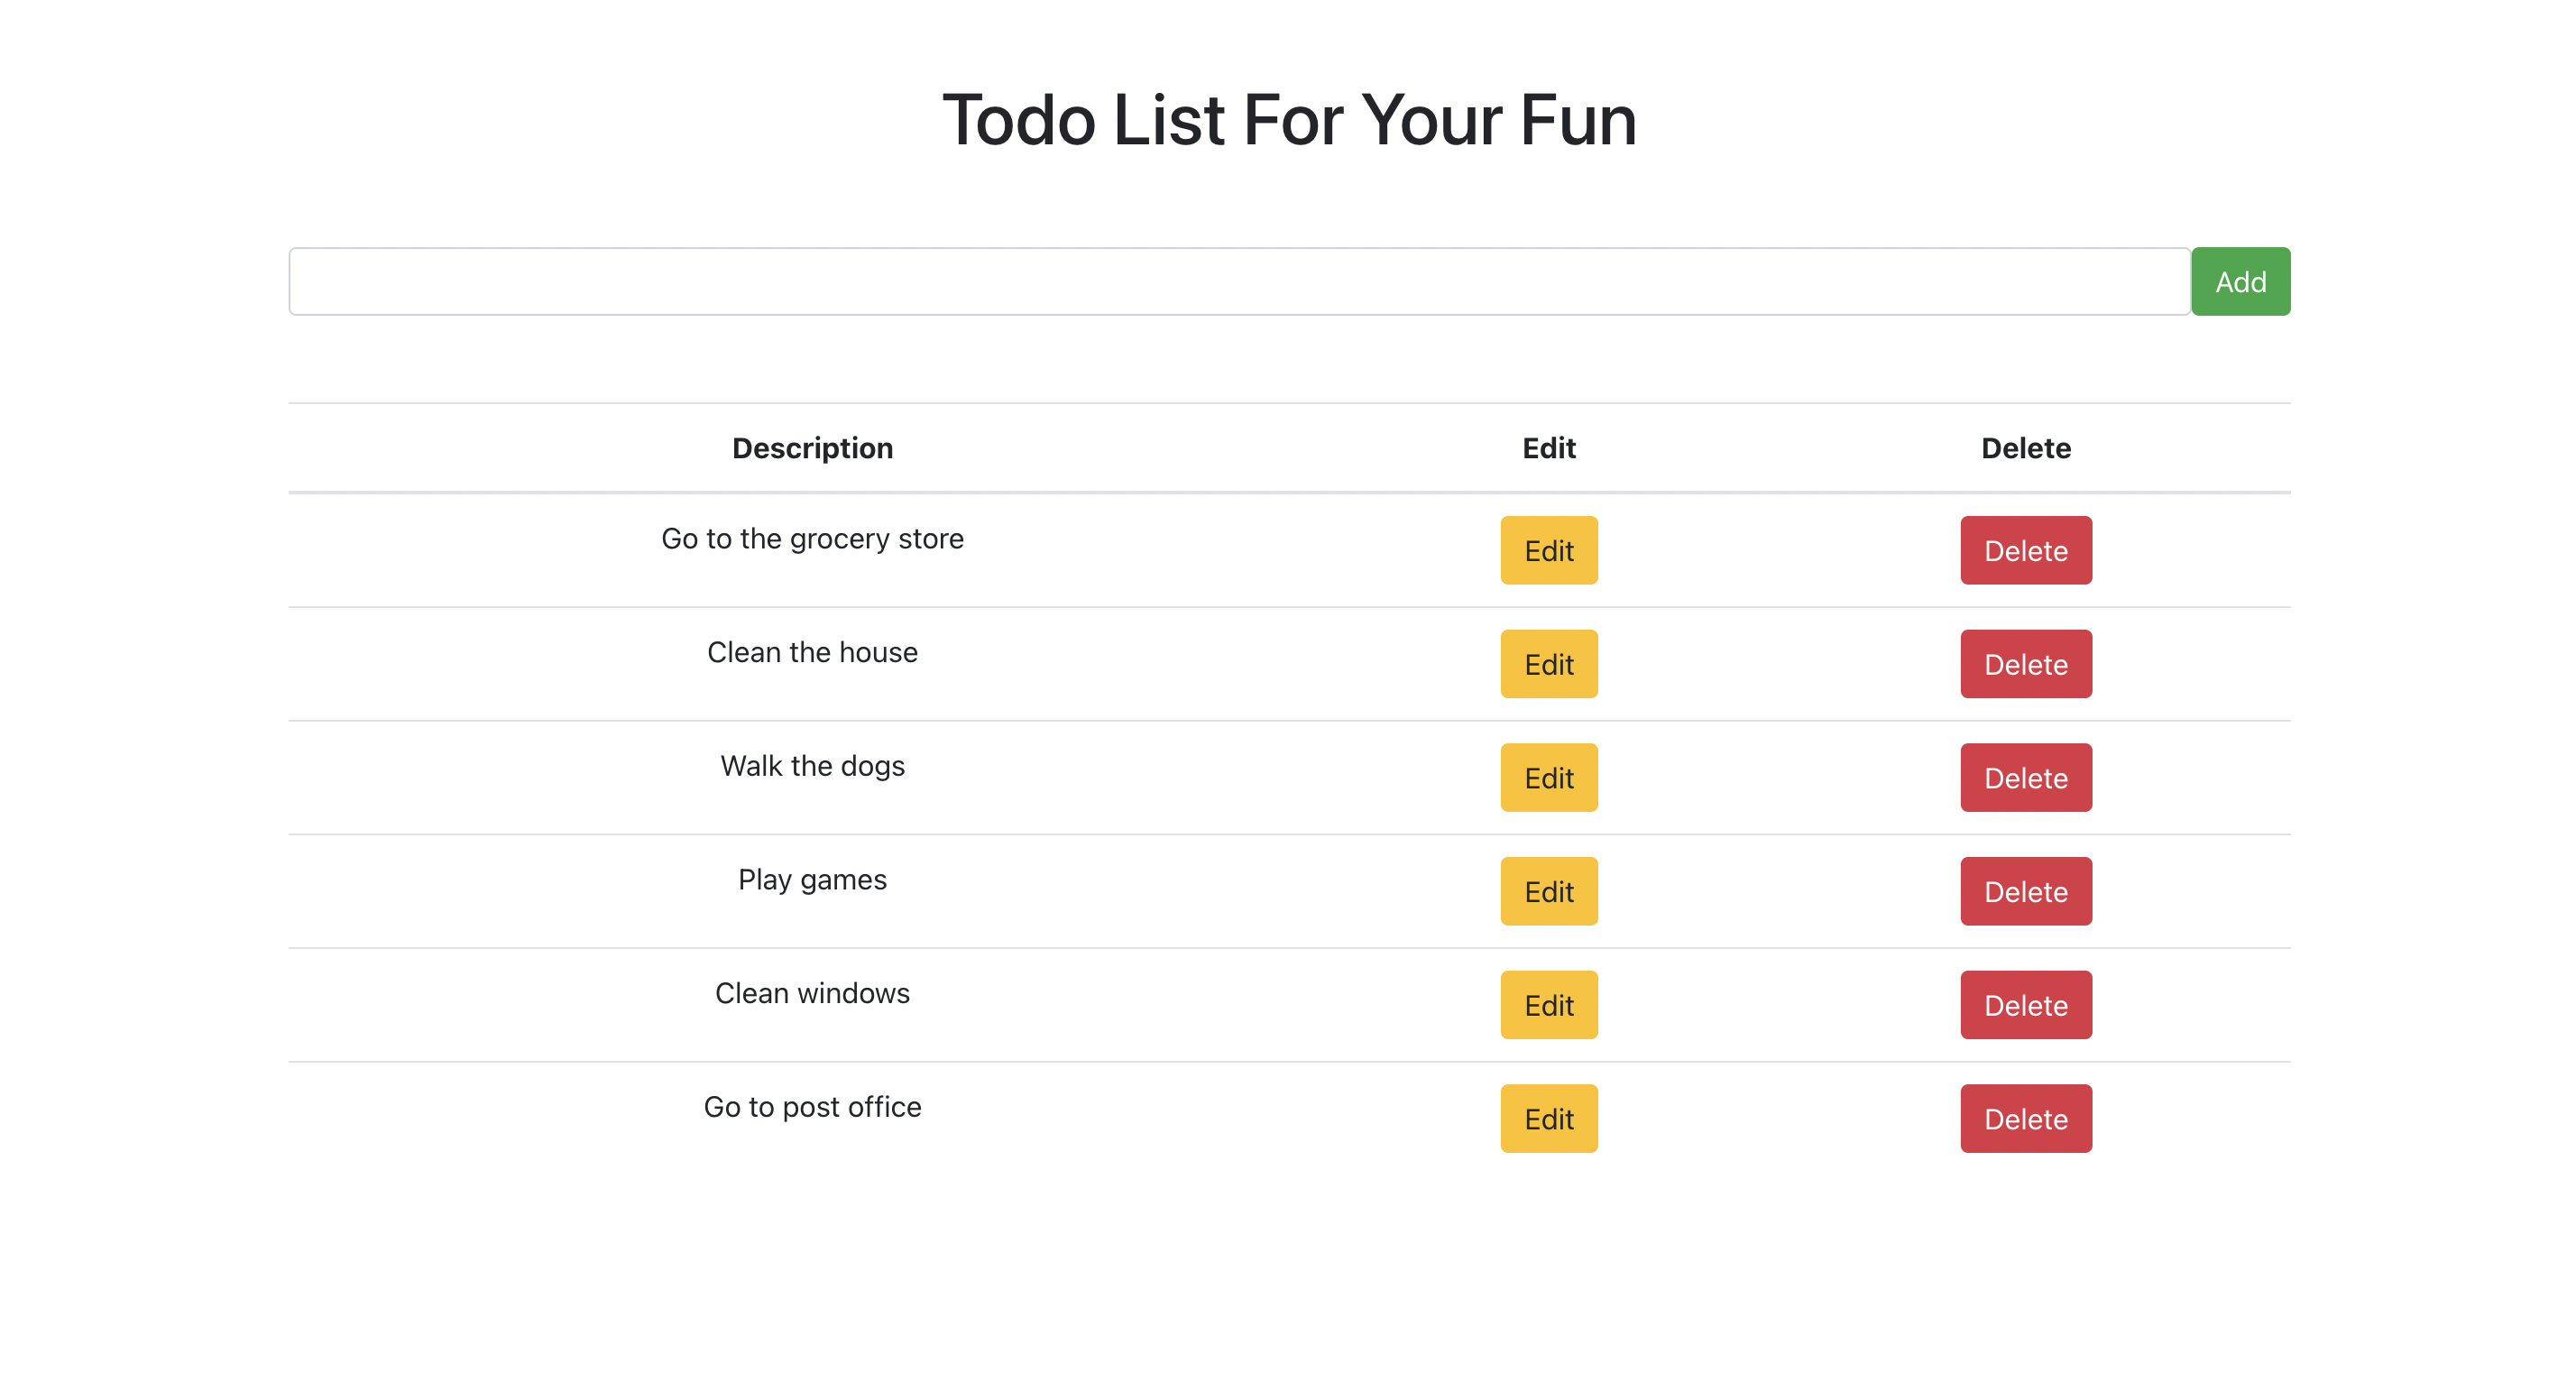 Todo List For Your Fun
Add
Description Edit Delete
Go to the grocery store Edit Delete
Clean the house Edit Delete
Walk the dogs Edit Delete
Play games Edit Delete
Clean windows Edit Delete
Go to post office Edit Delete